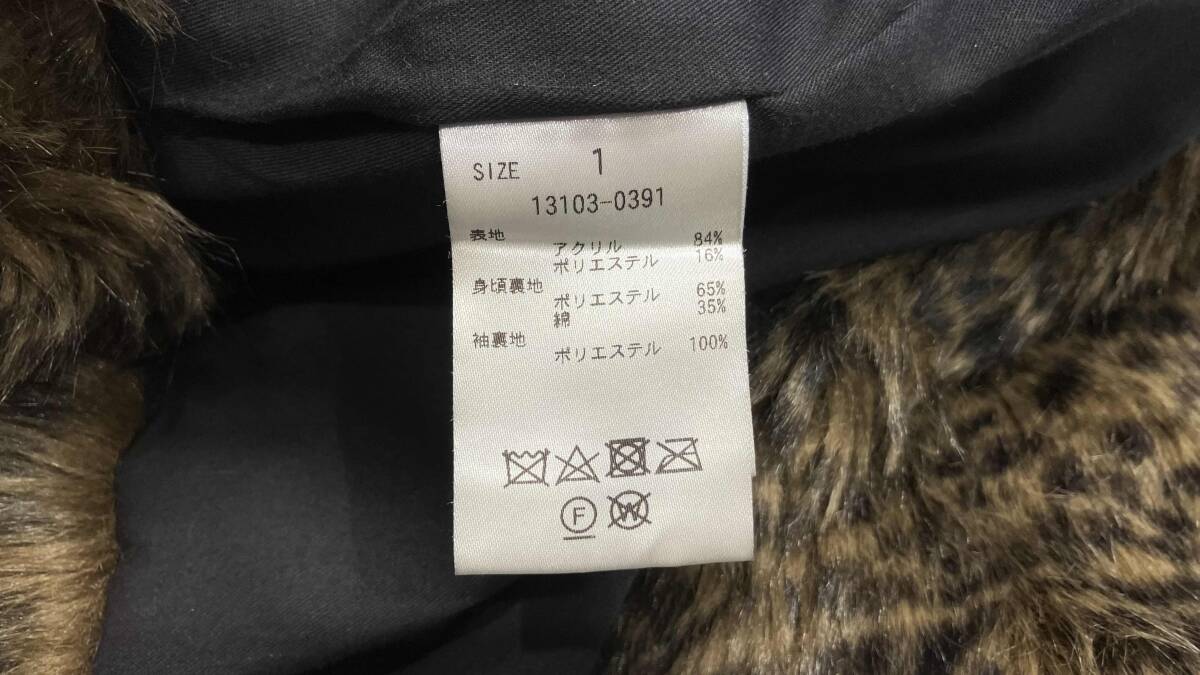 SIZE 1
13103-0391
表地
アクリル 84%
ポリエステル 16%
身頃裏地
ポリエステル 65%
綿 35%
袖裏地
ポリエステル 100%
F W